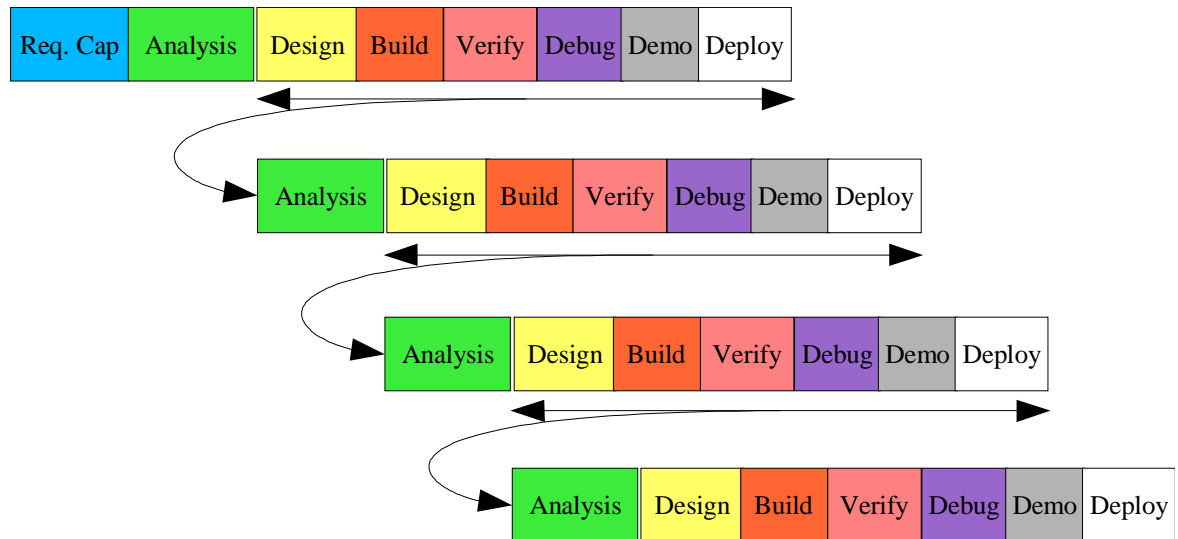 Req. Cap Analysis Design Build Verify Debug Demo Deploy
Analysis Design Build Verify Debug Demo Deploy
Analysis Design Build Verify Debug Demo Deploy
Analysis Design Build Verify Debug Demo Deploy